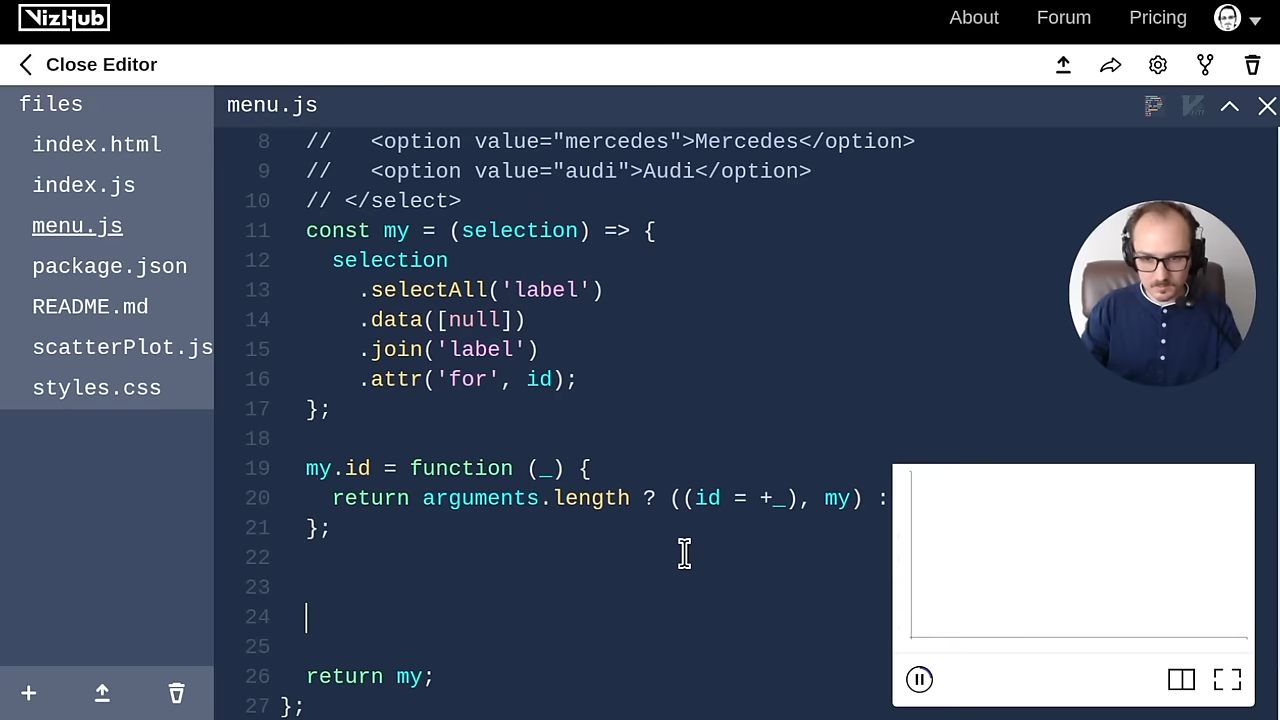 VizHub
About Forum Pricing
Close Editor
files
index.html
index.js
menu.js
package.json
README.md
scatterPlot.js
styles.css
menu.js
8 //   <option value="mercedes">Mercedes</option>
9 //   <option value="audi">Audi</option>
10 // </select>
11 const my = (selection) => {
12   selection
13     .selectAll('label')
14     .data([null])
15     .join('label')
16     .attr('for', id);
17 };
18
19 my.id = function (_) {
20   return arguments.length ? ((id = +_), my) :
21 };
22
23
24
25
26 return my;
27 };